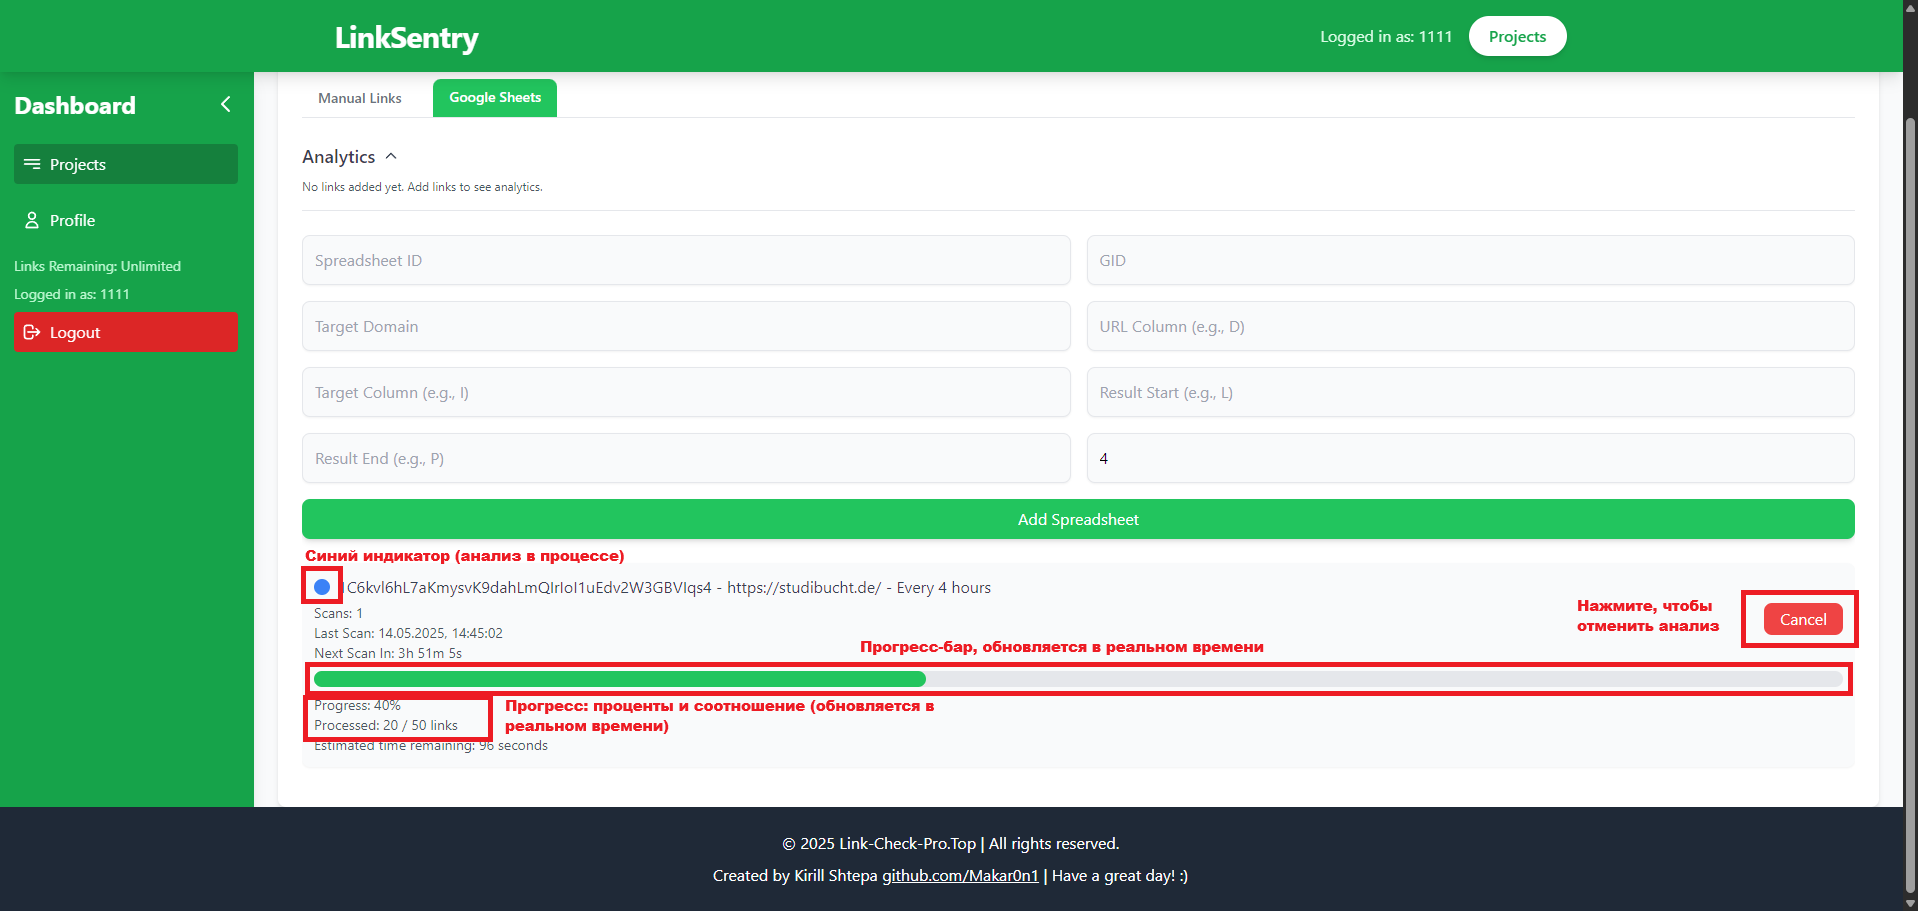 LinkSentry
Logged in as: 1111
Projects
Dashboard
Projects
Profile
Links Remaining: Unlimited
Logged in as: 1111
Logout
Manual Links
Google Sheets
Analytics
No links added yet. Add links to see analytics.
Spreadsheet ID
GID
Target Domain
URL Column (e.g., D)
Target Column (e.g., I)
Result Start (e.g., L)
Result End (e.g., P)
4
Add Spreadsheet
Синий индикатор (анализ в процессе)
- https://studibucht.de/ - Every 4 hours
Scans: 1
Last Scan: 14.05.2025, 14:45:02
Next Scan In: 3h 51m 5s
Нажмите, чтобы
отменить анализ
Cancel
Прогресс-бар, обновляется в реальном времени
Progress: 40%
Processed: 20 / 50 links
Прогресс: проценты и соотношение (обновляется в
реальном времени)
Estimated time remaining: 96 seconds
© 2025 Link-Check-Pro.Top | All rights reserved.
Created by Kirill Shtepa github.com/Makar0n1 | Have a great day! :)